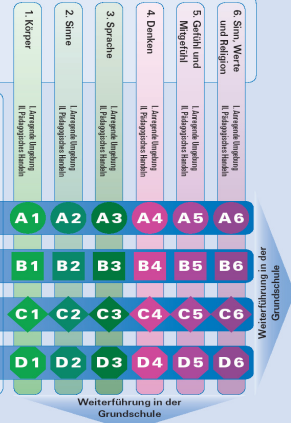 1. Körper
I. Anregende Umgebung
II. Pädagogisches Handeln
2. Sinne
I. Anregende Umgebung
II. Pädagogisches Handeln
3. Sprache
I. Anregende Umgebung
II. Pädagogisches Handeln
4. Denken
I. Anregende Umgebung
II. Pädagogisches Handeln
5. Gefühl und
Mitgefühl
I. Anregende Umgebung
II. Pädagogisches Handeln
6. Sinn, Werte
und Religion
I. Anregende Umgebung
II. Pädagogisches Handeln
A1 A2 A3 A4 A5 A6
B1 B2 B3 B4 B5 B6
C1 C2 C3 C4 C5 C6
D1 D2 D3 D4 D5 D6
Weiterführung in der
Grundschule
Weiterführung in der
Grundschule